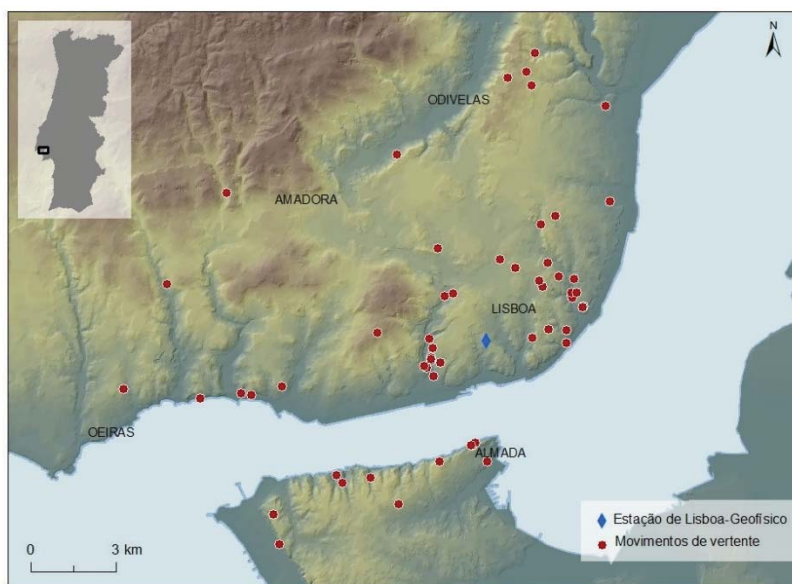 N
ODIVELAS
AMADORA
LISBOA
OEIRAS
ALMADA
Estação de Lisboa-Geofísico
Movimentos de vertente
0 3 km